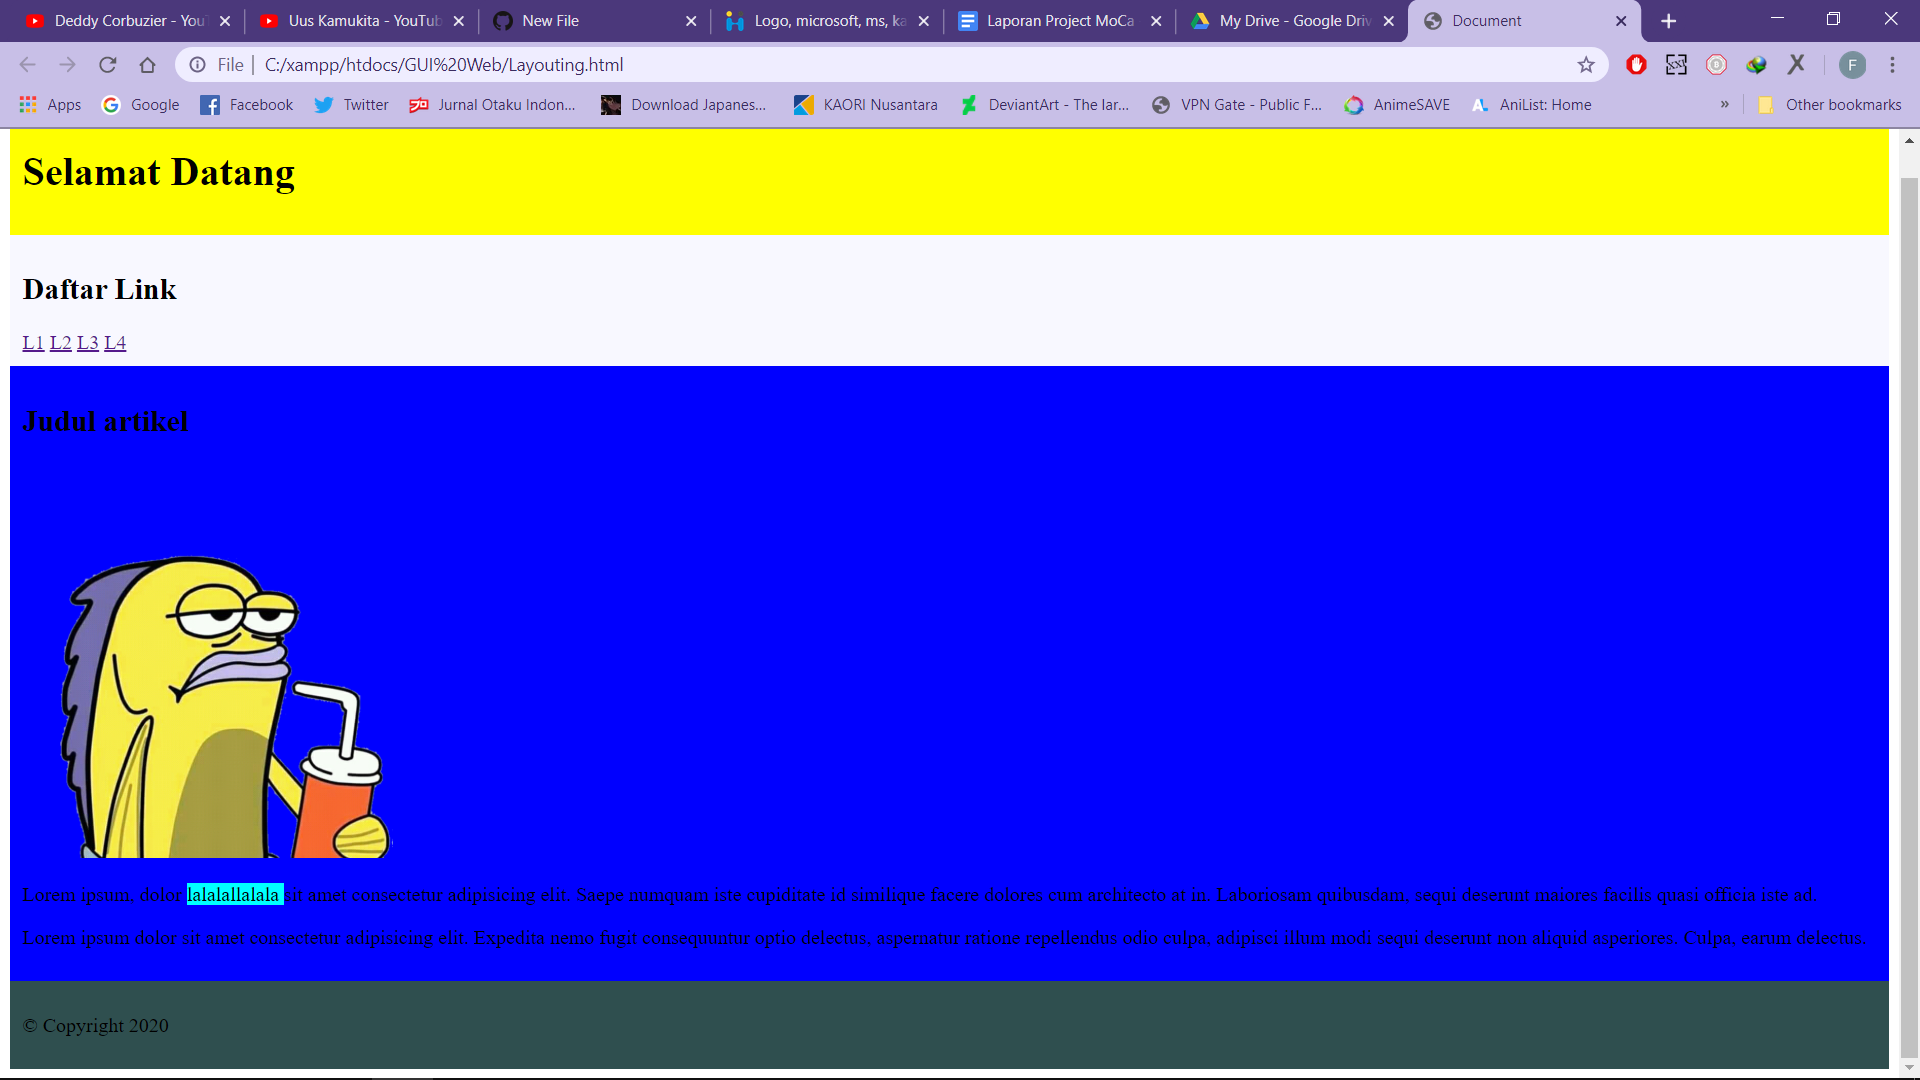 Deddy Corbuzier - You
Uus Kamukita - YouTub
New File
Logo, microsoft, ms, ka
Laporan Project MoCa
My Drive - Google Driv
Document
File
C:/xampp/htdocs/GUI%20Web/Layouting.html
F
Apps
Google
Facebook
Twitter
Jurnal Otaku Indon...
Download Japanes...
KAORI Nusantara
DeviantArt - The lar...
VPN Gate - Public F...
AnimeSAVE
AniList: Home
»
Other bookmarks
Selamat Datang
Daftar Link
L1 L2 L3 L4
Judul artikel
Lorem ipsum, dolor lalalallalala sit amet consectetur adipisicing elit. Saepe numquam iste cupiditate id similique facere dolores cum architecto at in. Laboriosam quibusdam, sequi deserunt maiores facilis quasi officia iste ad.
Lorem ipsum dolor sit amet consectetur adipisicing elit. Expedita nemo fugit consequuntur optio delectus, aspernatur ratione repellendus odio culpa, adipisci illum modi sequi deserunt non aliquid asperiores. Culpa, earum delectus.
© Copyright 2020